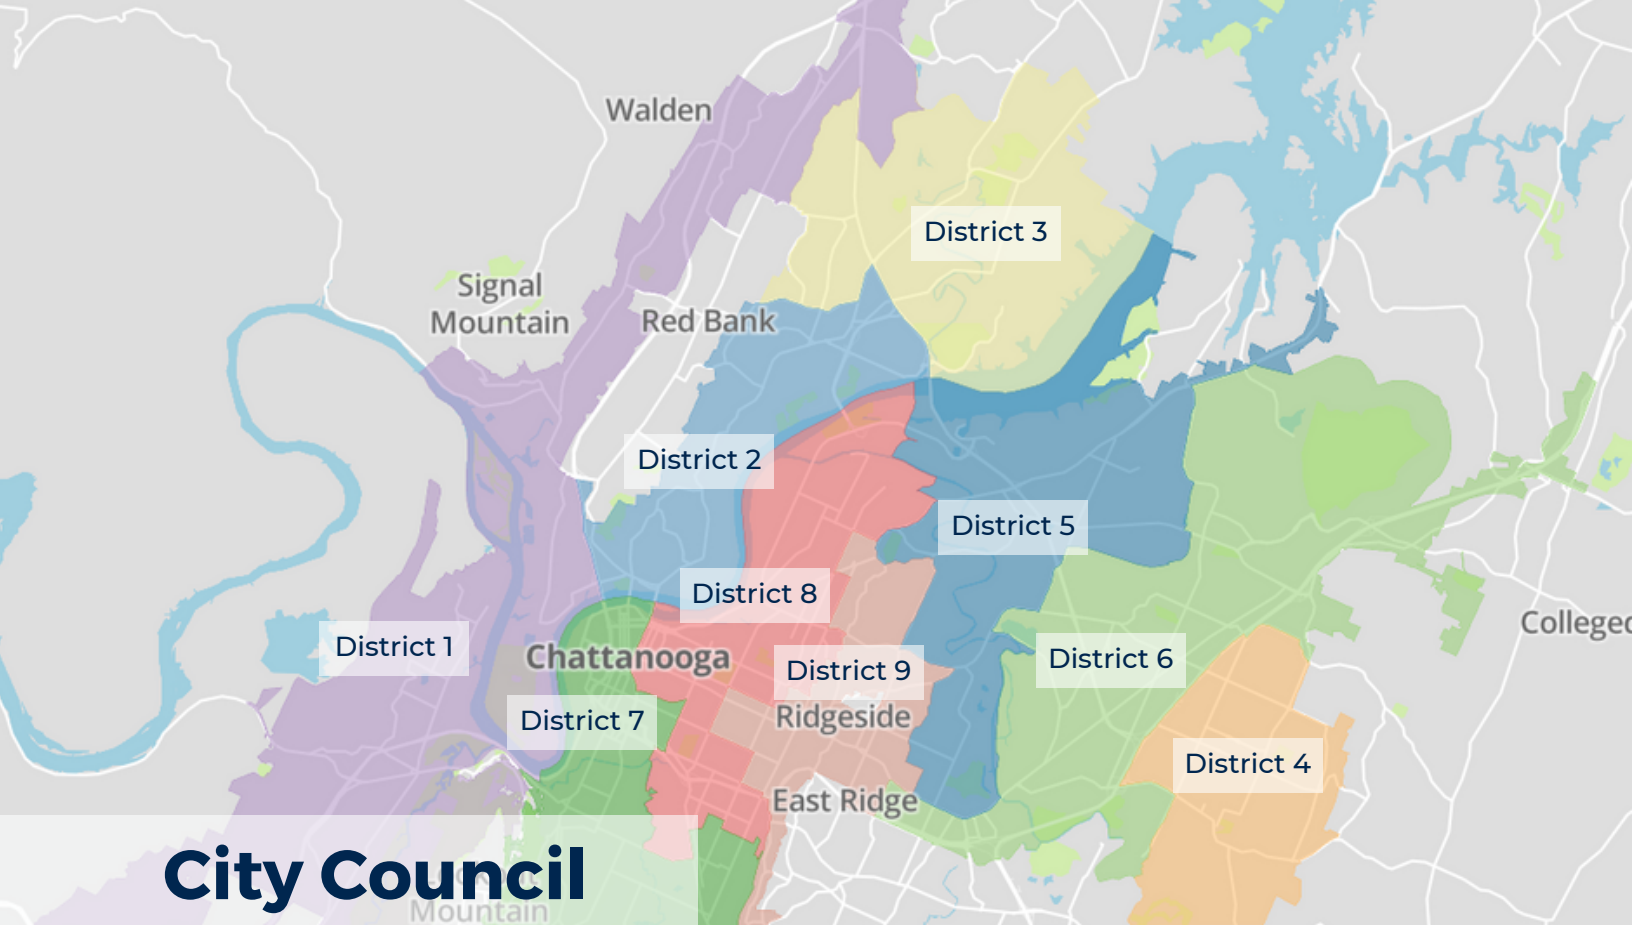 Walden
District 3
Signal
Mountain
Red Bank
District 2
District 5
District 8
Collegec
District 1
Chattanooga
District 6
District 9
District 7
Ridgeside
District 4
East Ridge
City Council
Mountain